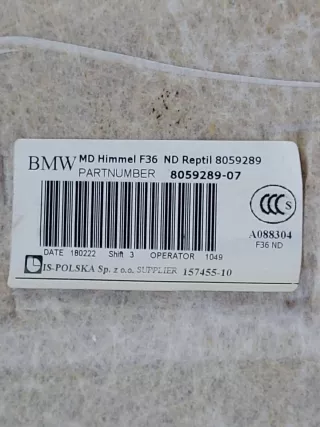 BMW MD Himmel F36 ND Reptil 8059289
PARTNUMBER 8059289-07
CCC S
A088304
F36 ND
DATE 180222 Shift 3 OPERATOR 1049
IS-POLSKA Sp. z o.o. SUPPLIER 157455-10